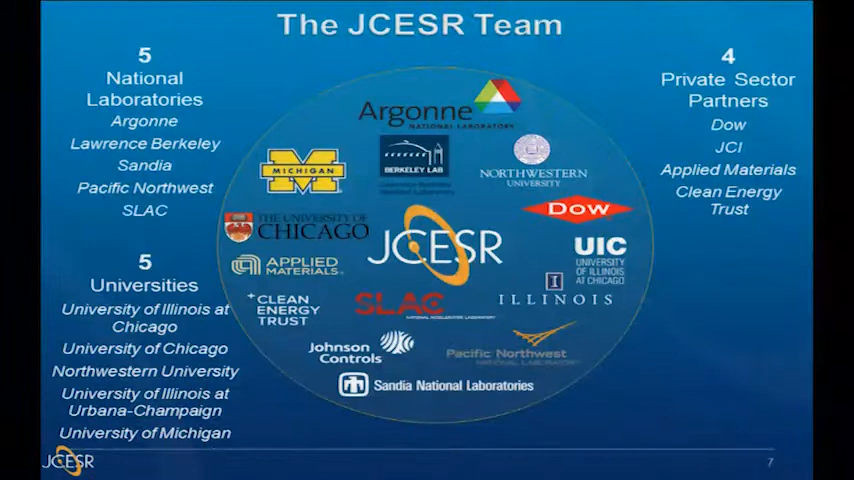 The JCESR Team
5
National
Laboratories
Argonne
Lawrence Berkeley
Sandia
Pacific Northwest
SLAC
5
Universities
University of Illinois at
Chicago
University of Chicago
Northwestern University
University of Illinois at
Urbana-Champaign
University of Michigan
Argonne
NATIONAL LABORATORY
MICHIGAN
BERKELEY LAB
NORTHWESTERN
UNIVERSITY
THE UNIVERSITY OF
CHICAGO
DOW
JCESR
UIC
UNIVERSITY
OF ILLINOIS
AT CHICAGO
APPLIED
MATERIALS
CLEAN
ENERGY
TRUST
SLAC
NATIONAL ACCELERATOR LABORATORY
I
ILLINOIS
Johnson
Controls
Pacific Northwest
NATIONAL LABORATORY
Sandia National Laboratories
4
Private Sector
Partners
Dow
JCI
Applied Materials
Clean Energy
Trust
JCESR
7